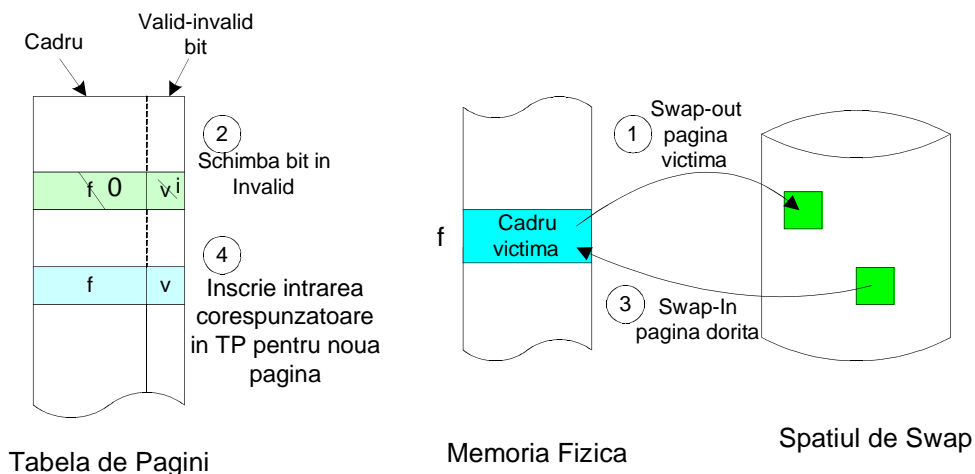 Valid-invalid
bit
Cadru
2
Schimba bit in
Invalid
f 0 v i
4
f v
Inscrie intrarea
corespunzatoare
in TP pentru noua
pagina
Tabela de Pagini
1
Swap-out
pagina
victima
f
Cadru
victima
3
Swap-In
pagina dorita
Memoria Fizica
Spatiul de Swap